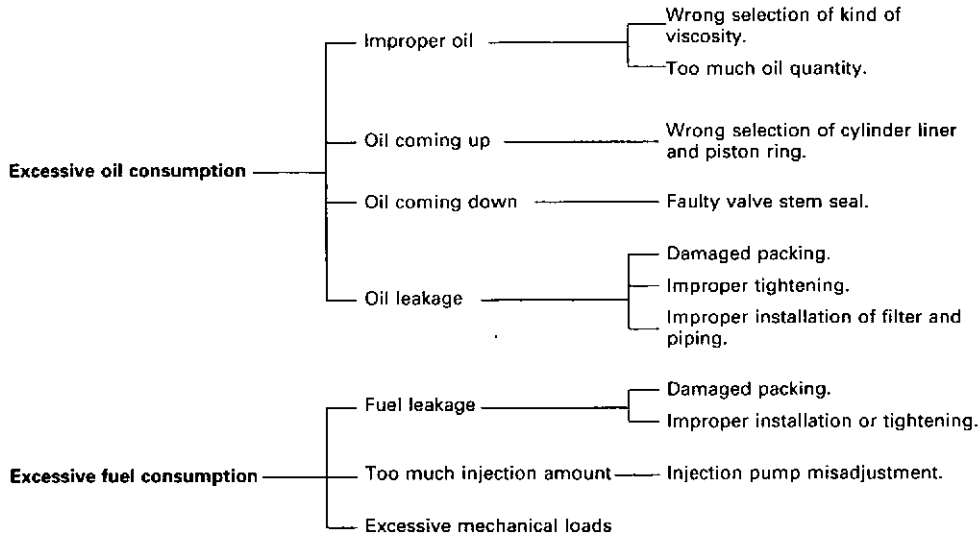 Wrong selection of kind of
viscosity.
Improper oil
Too much oil quantity.
Oil coming up
Wrong selection of cylinder liner
and piston ring.
Excessive oil consumption
Oil coming down
Faulty valve stem seal.
Damaged packing.
Improper tightening.
Oil leakage
Improper installation of filter and
piping.
Damaged packing.
Fuel leakage
Improper installation or tightening.
Excessive fuel consumption
Too much injection amount
Injection pump misadjustment.
Excessive mechanical loads